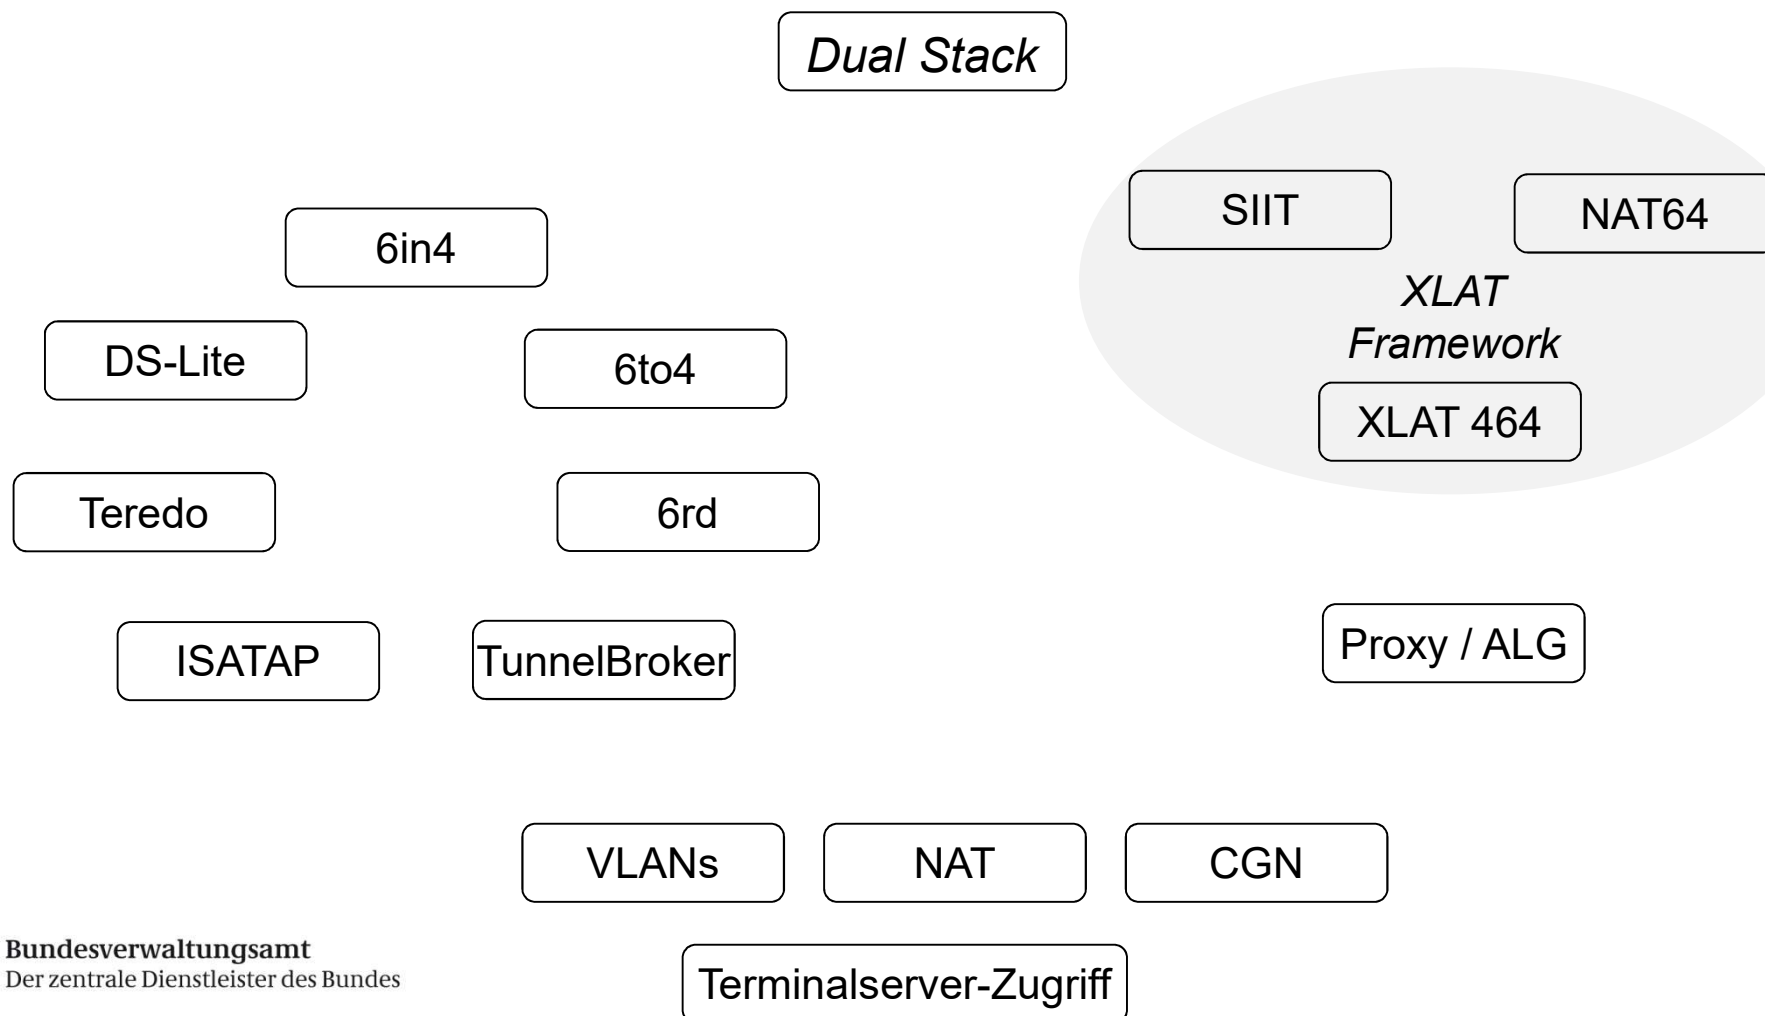 Dual Stack
SIIT
NAT64
6in4
XLAT
Framework
DS-Lite
6to4
XLAT 464
Teredo
6rd
ISATAP
TunnelBroker
Proxy / ALG
VLANs
NAT
CGN
Bundesverwaltungsamt
Der zentrale Dienstleister des Bundes
Terminalserver-Zugriff